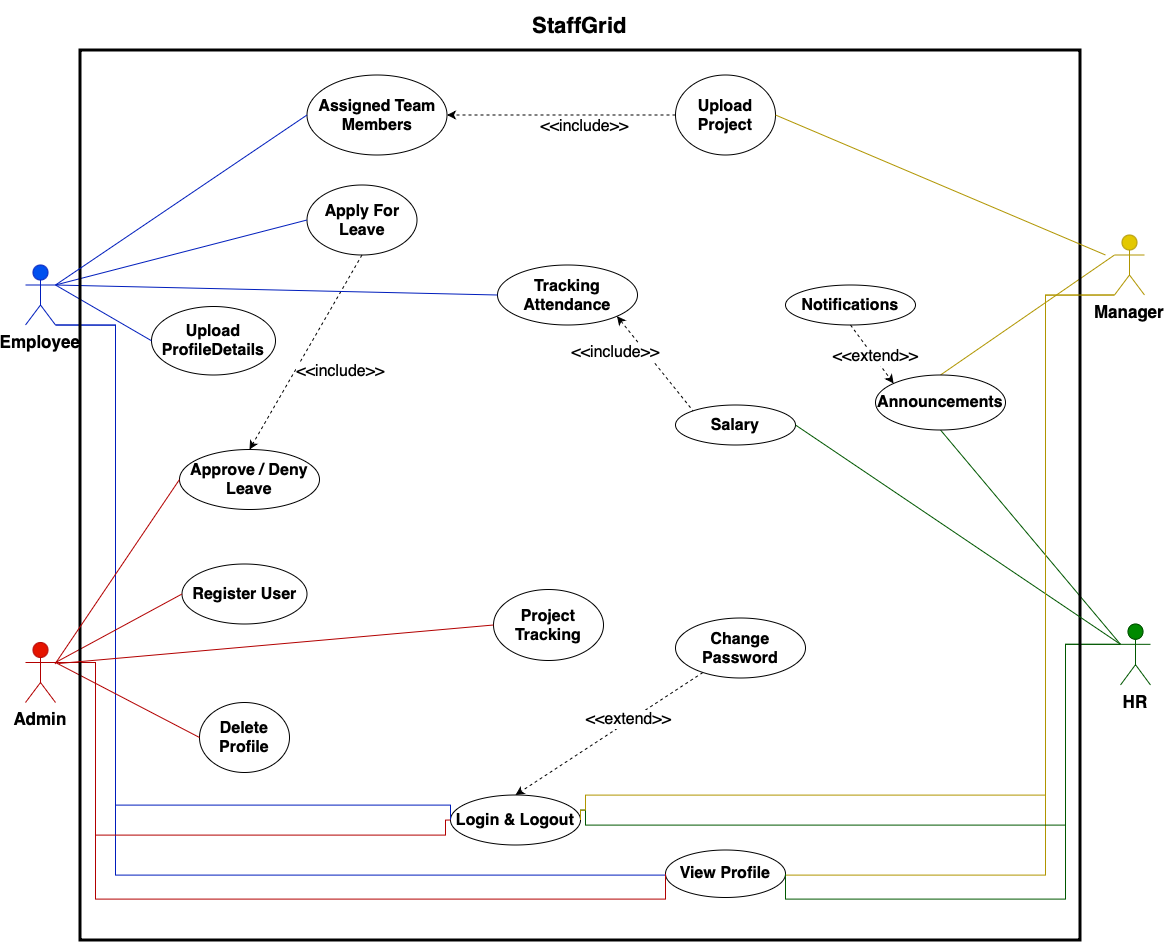 StaffGrid
Assigned Team
Members
<<include>>
Upload
Project
Apply For
Leave
Employee
Upload
ProfileDetails
<<include>>
Tracking
Attendance
<<include>>
Notifications
<<extend>>
Announcements
Manager
Salary
Approve / Deny
Leave
Register User
Project
Tracking
Change
Password
<<extend>>
Admin
HR
Delete
Profile
Login & Logout
View Profile